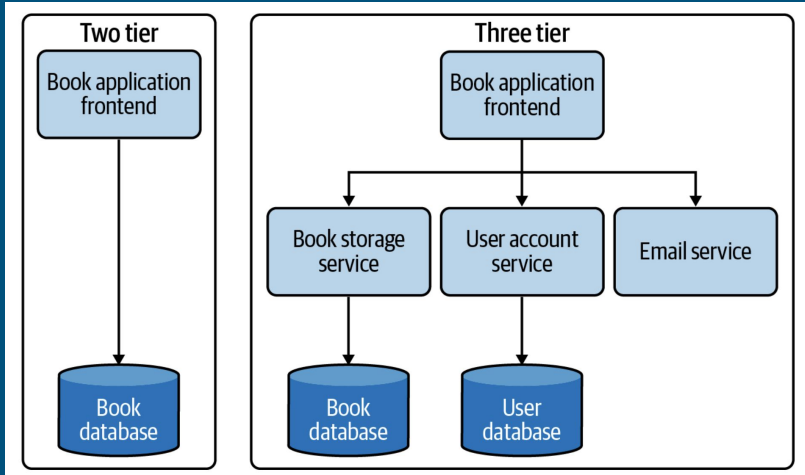 Two tier
Book application
frontend
Book
database
Three tier
Book application
frontend
Book storage
service
User account
service
Email service
Book
database
User
database